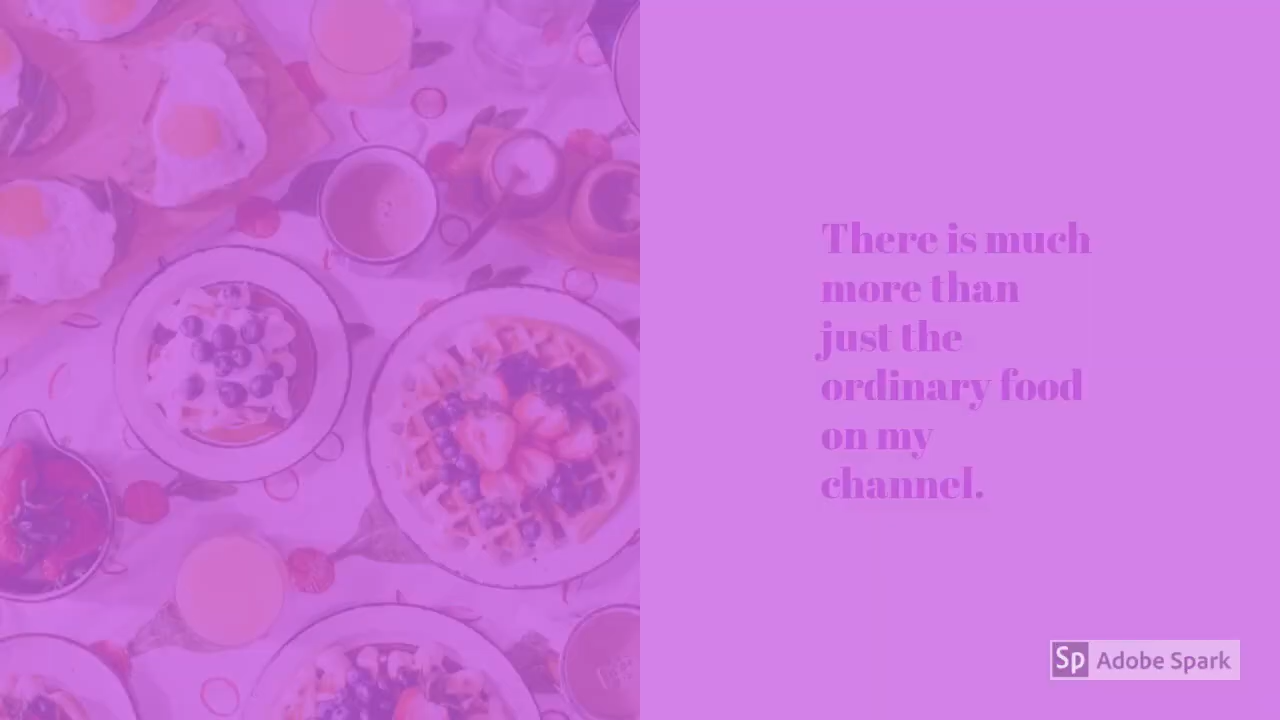 There is much
more than
just the
ordinary food
on my
channel.
Sp Adobe Spark